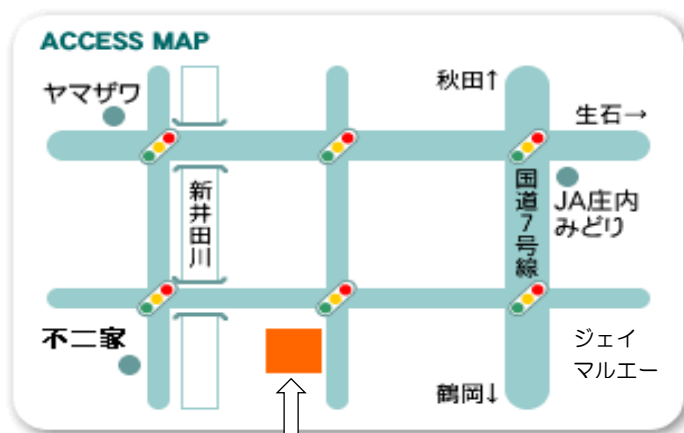 ACCESS MAP
秋田↑
ヤマザワ
生石→
新井田川
国道7号線
JA庄内
みどり
不二家
ジェイ
マルエー
鶴岡↓